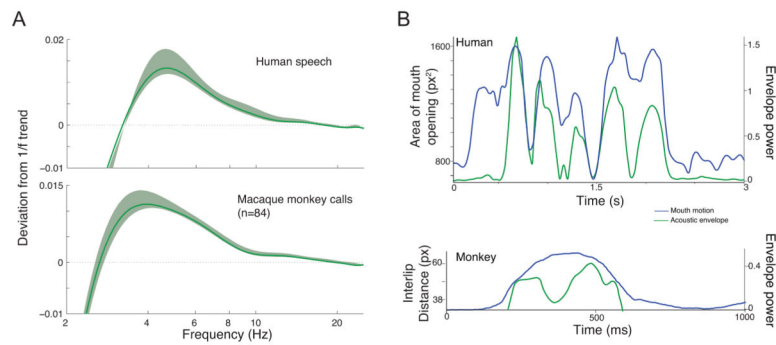 A
Deviation from 1/f trend
0.02
0
−0.01
Human speech
0.015
0
−0.01
Macaque monkey calls
(n=84)
2
4
6
8
10
20
Frequency (Hz)
B
Human
Area of mouth
opening (px²)
1600
800
1.5
1
0.5
0
Envelope power
0
1.5
3
Time (s)
Mouth motion
Acoustic envelope
Monkey
Interlip
Distance (px)
60
38
0.4
0
Envelope power
0
500
1000
Time (ms)